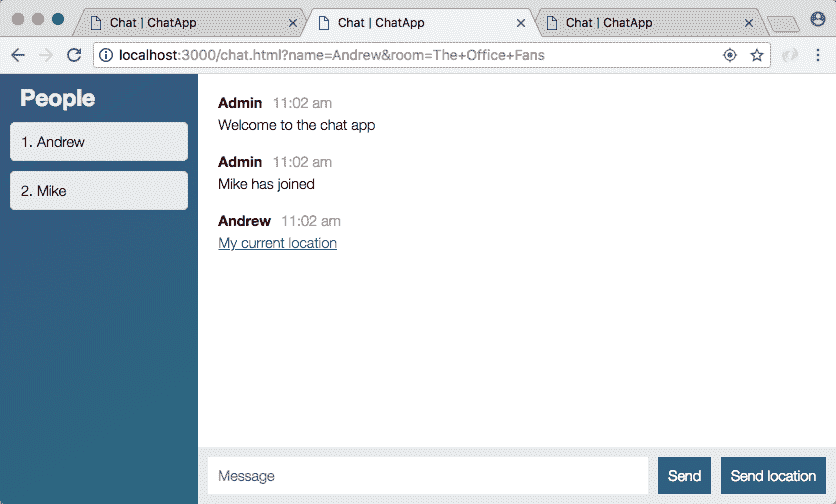 Chat | ChatApp
Chat | ChatApp
Chat | ChatApp
localhost:3000/chat.html?name=Andrew&room=The+Office+Fans
People
1. Andrew
2. Mike
Admin 11:02 am
Welcome to the chat app
Admin 11:02 am
Mike has joined
Andrew 11:02 am
My current location
Message
Send
Send location